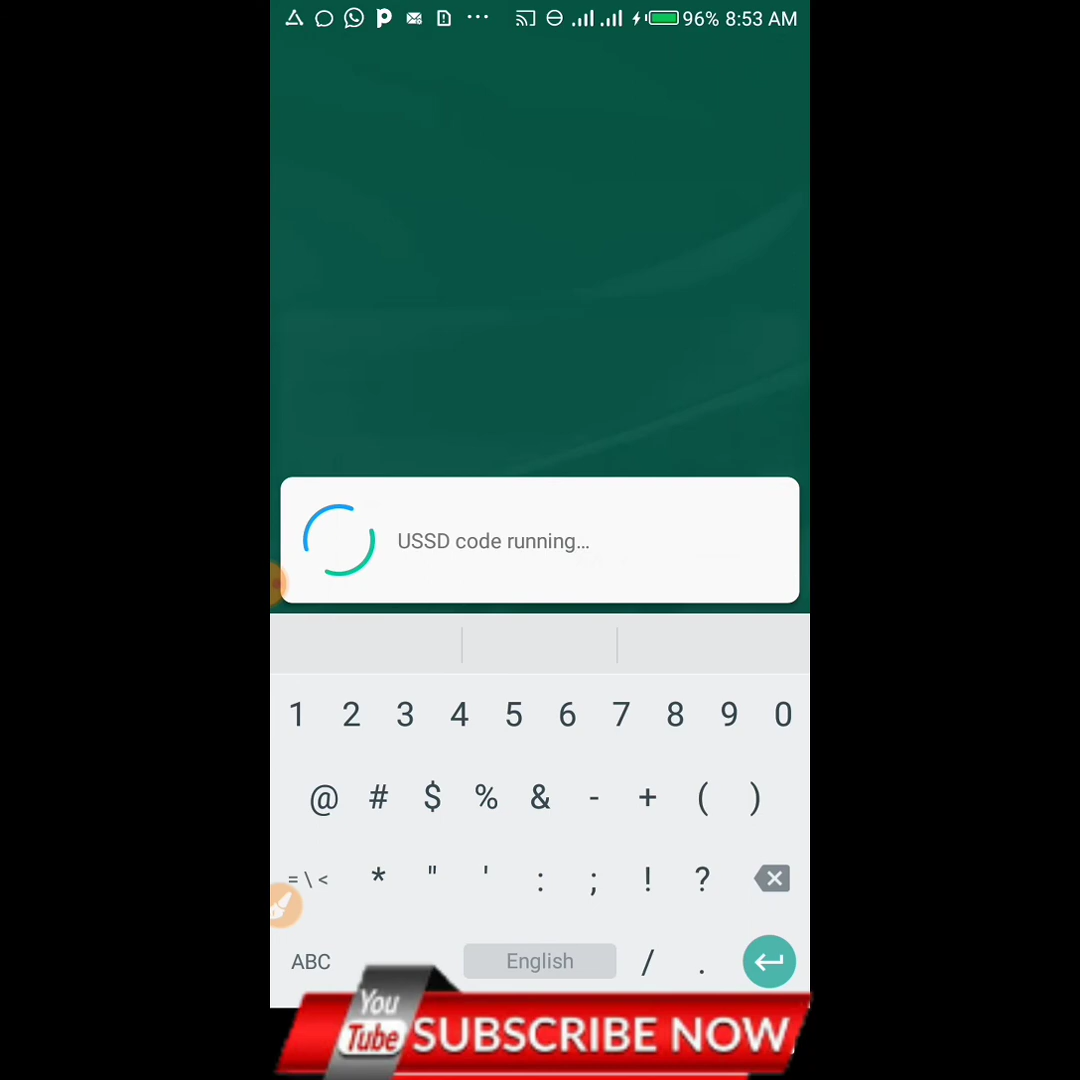 96% 8:53 AM
USSD code running...
1 2 3 4 5 6 7 8 9 0
@ # $ % & - + ( )
= \ < * " ' : ; ! ?
ABC English / .
You
Tube SUBSCRIBE NOW